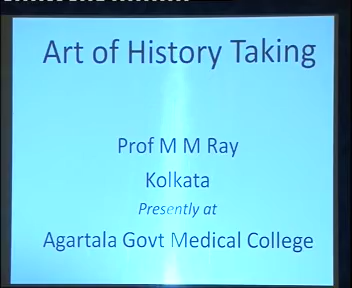 Art of History Taking
Prof M M Ray
Kolkata
Presently at
Agartala Govt Medical College